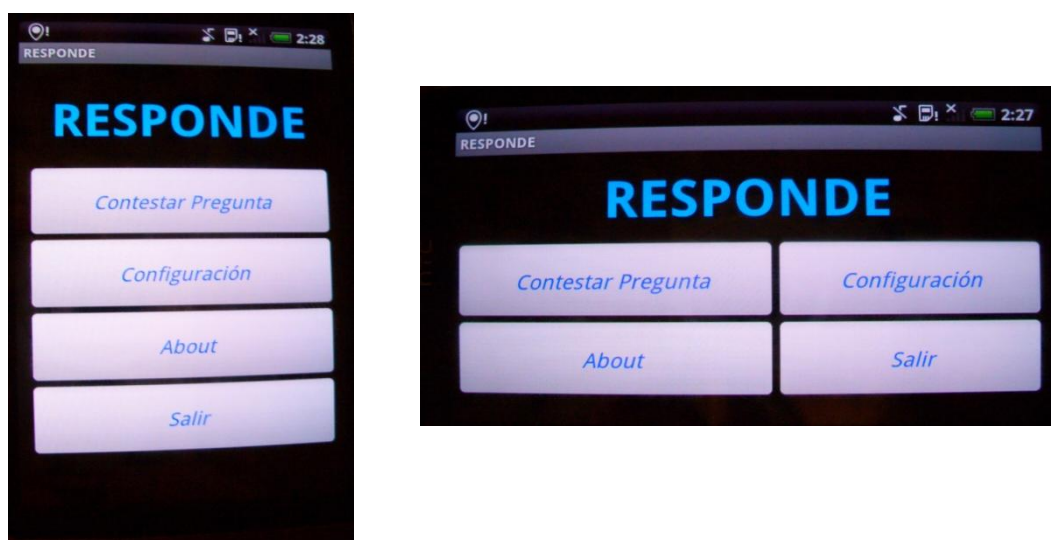 2:28
RESPONDE
RESPONDE
Contestar Pregunta
Configuración
About
Salir
2:27
RESPONDE
RESPONDE
Contestar Pregunta Configuración
About Salir